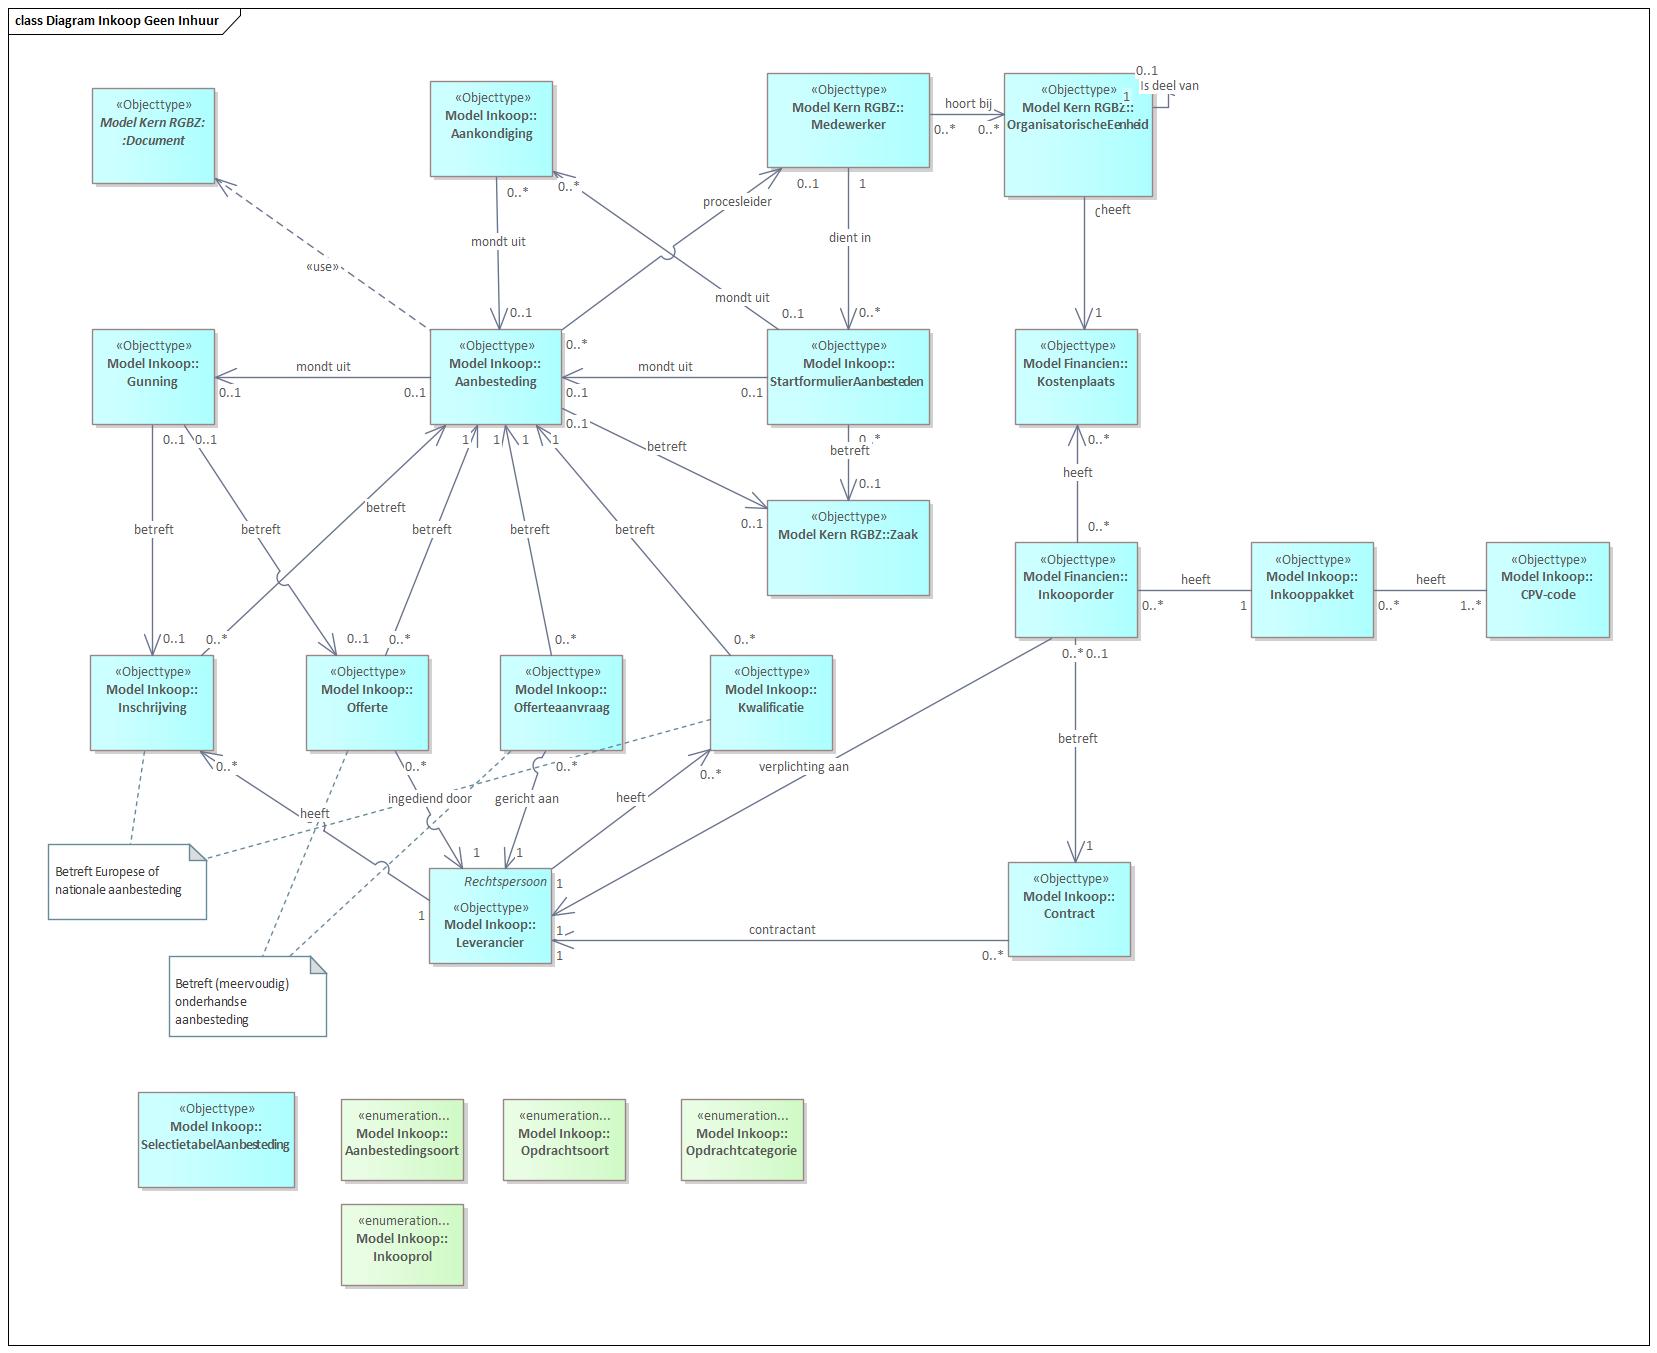 class Diagram Inkoop Geen Inhuur
«Objecttype»
Model Kern RGBZ:
:Document
«Objecttype»
Model Inkoop::
Aankondiging
«Objecttype»
Model Kern RGBZ::
Medewerker
hoort bij
0..*
0..*
«Objecttype»
Model Kern RGBZ::
OrganisatorischeEenheid
0..1
Is deel van
1
0..*
0..*
procesleider
0..1
1
heeft
mondt uit
dient in
«use»
mondt uit
0..1
0..1
0..*
1
«Objecttype»
Model Inkoop::
Gunning
mondt uit
0..1
0..1
«Objecttype»
Model Inkoop::
Aanbesteding
0..*
mondt uit
0..1
0..1
«Objecttype»
Model Inkoop::
StartformulierAanbesteden
«Objecttype»
Model Financien::
Kostenplaats
0..1
0..1
0..1
1
1
1
1
betreft
0..*
betreft
0..1
0..1
0..*
heeft
0..*
betreft
betreft
betreft
betreft
betreft
betreft
«Objecttype»
Model Kern RGBZ::Zaak
«Objecttype»
Model Financien::
Inkooporder
heeft
0..*
1
«Objecttype»
Model Inkoop::
Inkooppakket
heeft
0..*
1..*
«Objecttype»
Model Inkoop::
CPV-code
0..1
0..*
0..1
0..*
0..*
0..*
0..*
0..1
«Objecttype»
Model Inkoop::
Inschrijving
«Objecttype»
Model Inkoop::
Offerte
«Objecttype»
Model Inkoop::
Offerteaanvraag
«Objecttype»
Model Inkoop::
Kwalificatie
0..*
0..*
0..*
0..*
verplichting aan
betreft
heeft
ingediend door
gericht aan
heeft
1
1
1
Betreft Europese of
nationale aanbesteding
Rechtspersoon
«Objecttype»
Model Inkoop::
Leverancier
1
1
1
1
contractant
0..*
«Objecttype»
Model Inkoop::
Contract
Betreft (meervoudig)
onderhandse
aanbesteding
«Objecttype»
Model Inkoop::
SelectietabelAanbesteding
«enumeration...
Model Inkoop::
Aanbestedingsoort
«enumeration...
Model Inkoop::
Opdrachtsoort
«enumeration...
Model Inkoop::
Opdrachtcategorie
«enumeration...
Model Inkoop::
Inkooprol